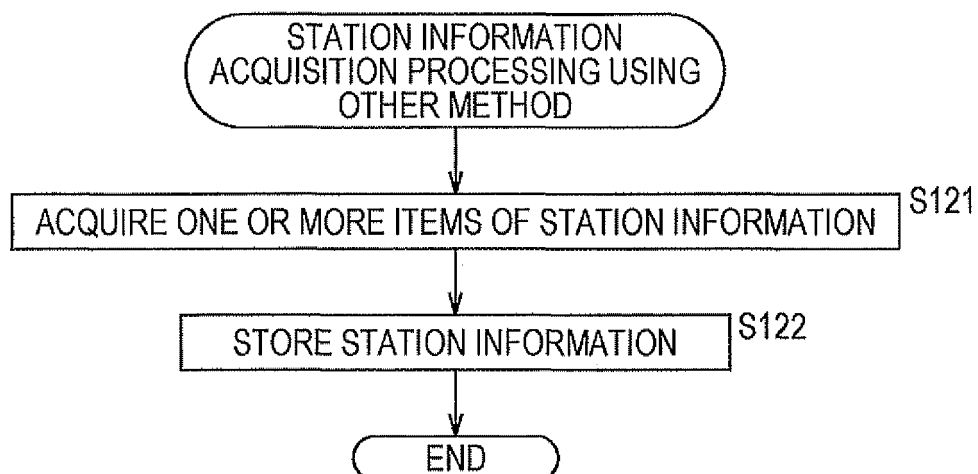 STATION INFORMATION
ACQUISITION PROCESSING USING
OTHER METHOD
ACQUIRE ONE OR MORE ITEMS OF STATION INFORMATION
S121
STORE STATION INFORMATION
S122
END